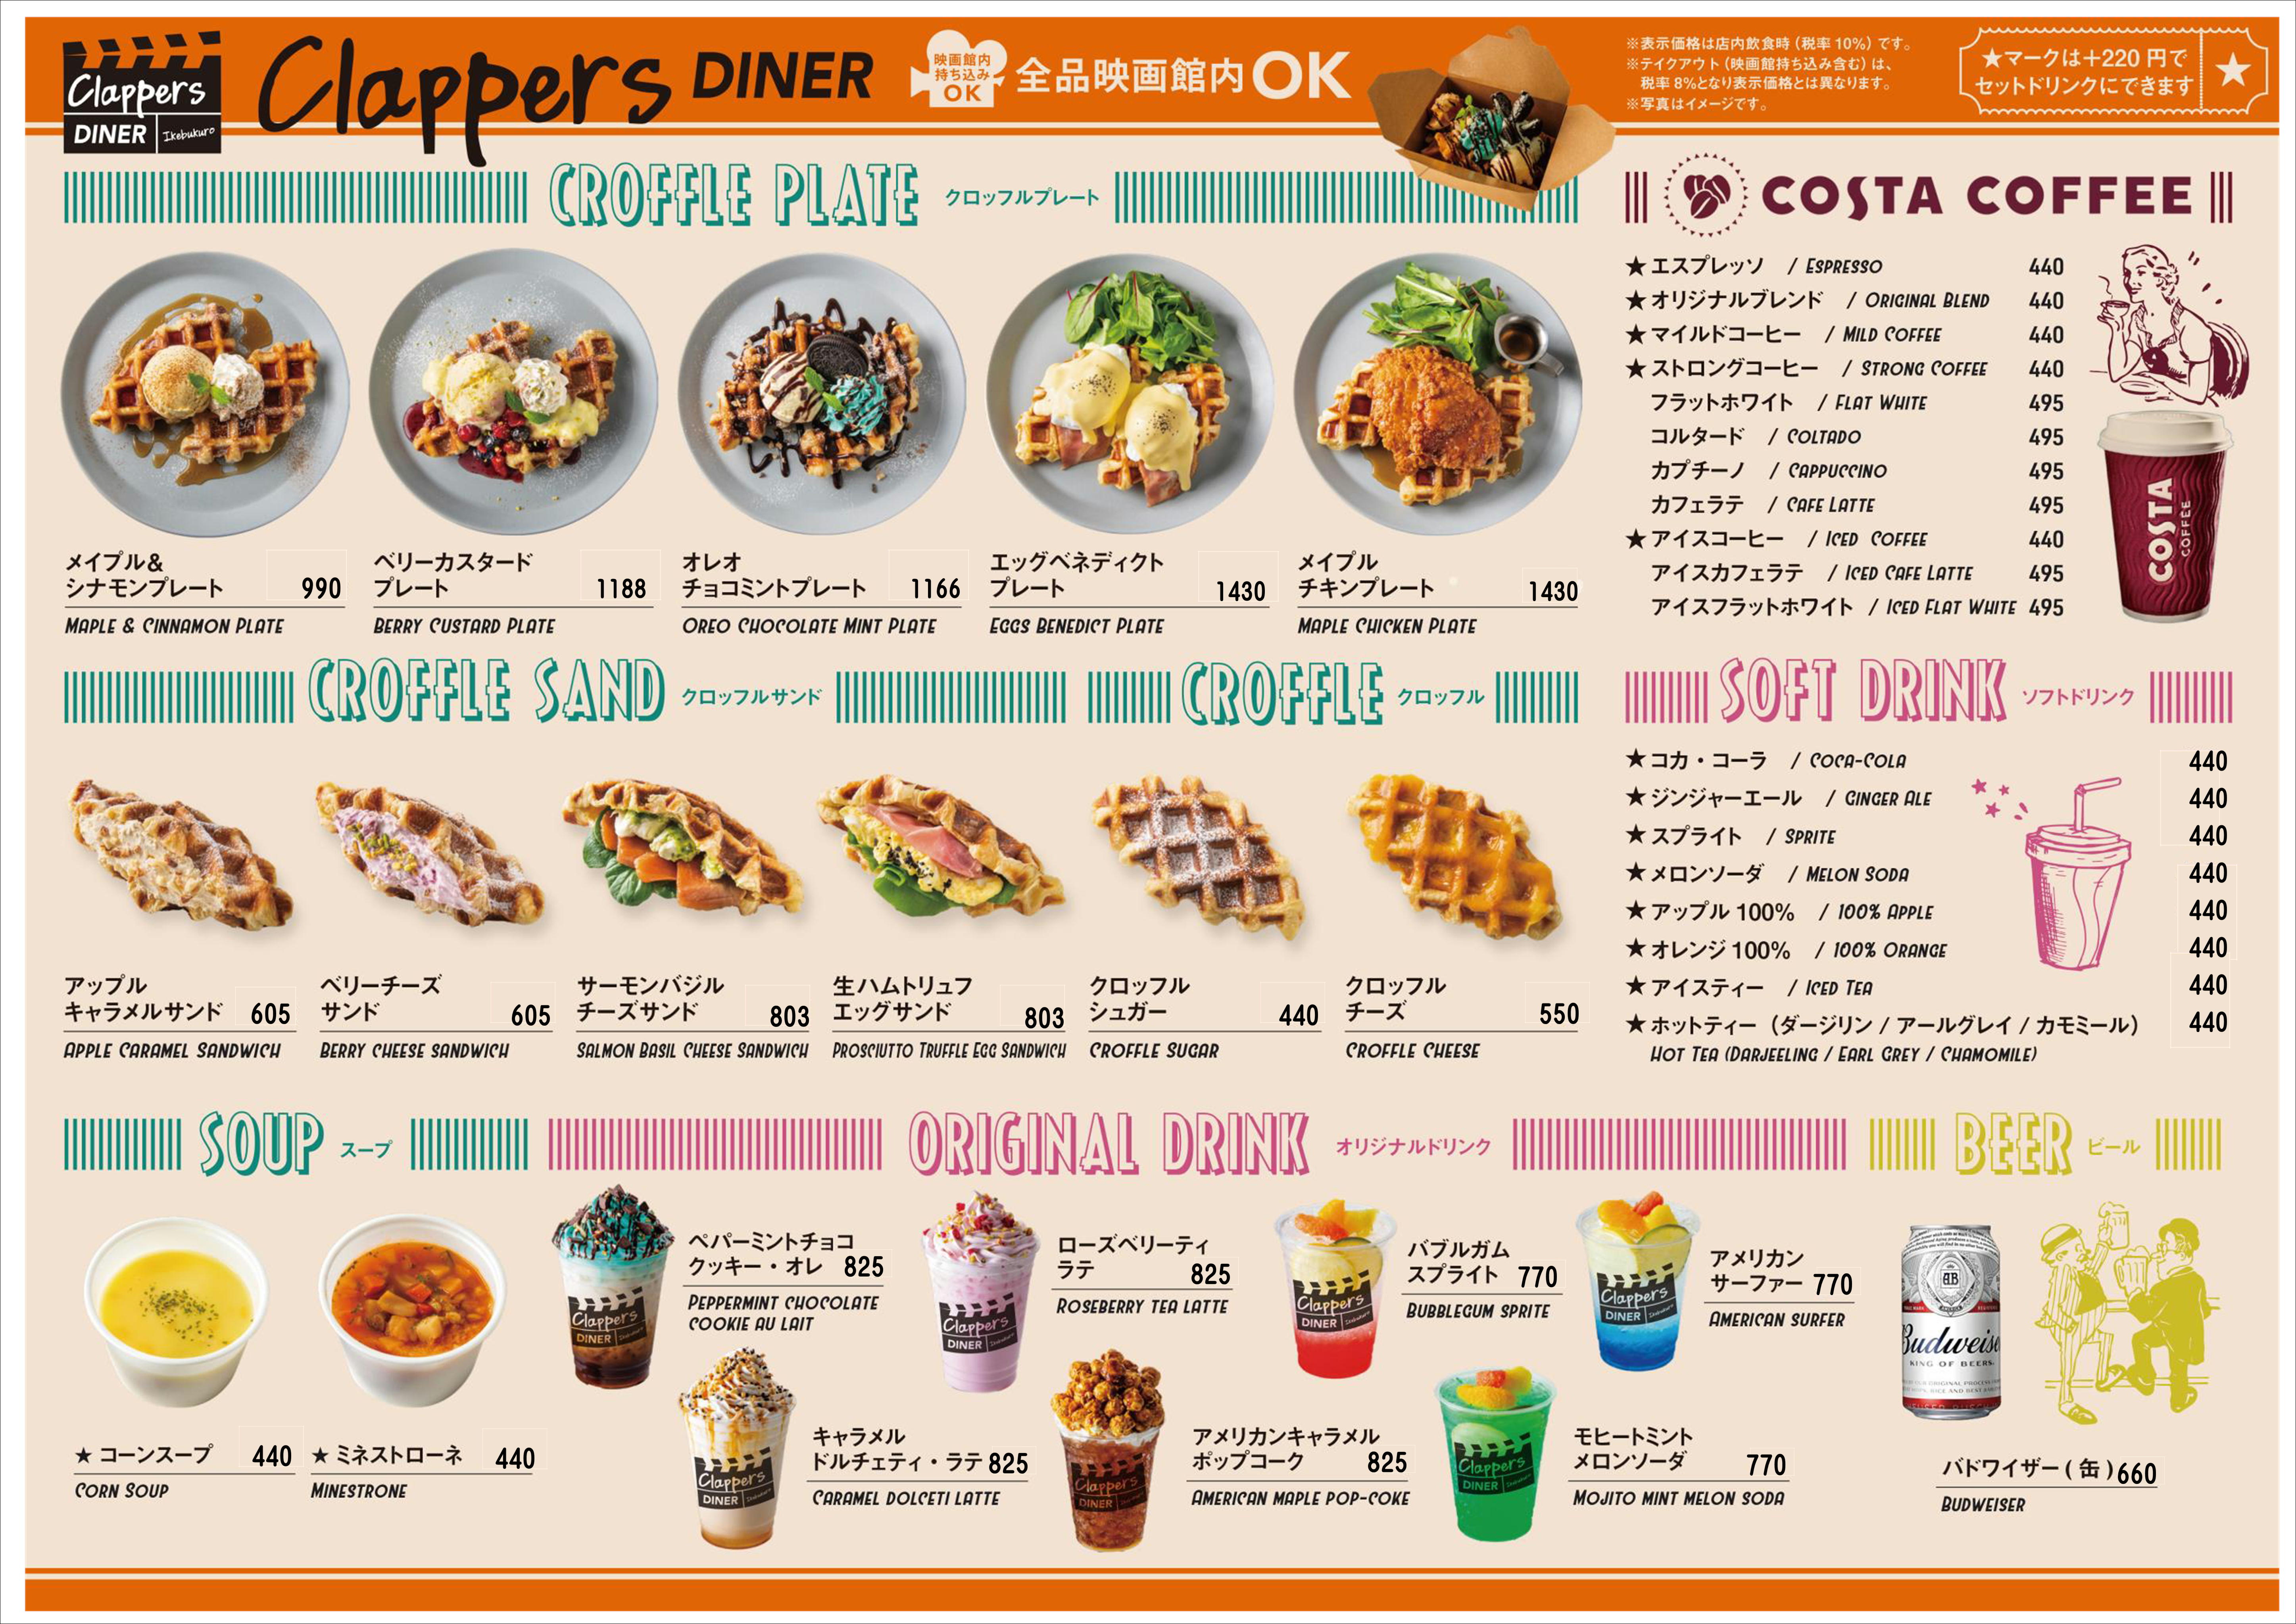 Clappers
DINER Ikebukuro
Clappers DINER
映画館内
持ち込み
OK
全品映画館内OK
※表示価格は店内飲食時（税率10%）です。
※テイクアウト（映画館持ち込み含む）は、
税率8%となり表示価格とは異なります。
※写真はイメージです。
★マークは+220円で
セットドリンクにできます
★
CROFFLE PLATE クロッフルプレート
メイプル&
シナモンプレート 990
MAPLE & CINNAMON PLATE
ベリーカスタード
プレート 1188
BERRY CUSTARD PLATE
オレオ
チョコミントプレート 1166
OREO CHOCOLATE MINT PLATE
エッグベネディクト
プレート 1430
EGGS BENEDICT PLATE
メイプル
チキンプレート 1430
MAPLE CHICKEN PLATE
COSTA COFFEE
★エスプレッソ / ESPRESSO 440
★オリジナルブレンド / ORIGINAL BLEND 440
★マイルドコーヒー / MILD COFFEE 440
★ストロングコーヒー / STRONG COFFEE 440
フラットホワイト / FLAT WHITE 495
コルタード / COLTADO 495
カプチーノ / CAPPUCCINO 495
カフェラテ / CAFE LATTE 495
★アイスコーヒー / ICED COFFEE 440
アイスカフェラテ / ICED CAFE LATTE 495
アイスフラットホワイト / ICED FLAT WHITE 495
COSTA
COFFEE
CROFFLE SAND クロッフルサンド
アップル
キャラメルサンド 605
APPLE CARAMEL SANDWICH
ベリーチーズ
サンド 605
BERRY CHEESE SANDWICH
サーモンバジル
チーズサンド 803
SALMON BASIL CHEESE SANDWICH
生ハムトリュフ
エッグサンド 803
PROSCIUTTO TRUFFLE EGG SANDWICH
CROFFLE クロッフル
クロッフル
シュガー 440
CROFFLE SUGAR
クロッフル
チーズ 550
CROFFLE CHEESE
SOFT DRINK ソフトドリンク
★コカ・コーラ / COCA-COLA 440
★ジンジャーエール / GINGER ALE 440
★スプライト / SPRITE 440
★メロンソーダ / MELON SODA 440
★アップル100% / 100% APPLE 440
★オレンジ100% / 100% ORANGE 440
★アイスティー / ICED TEA 440
★ホットティー（ダージリン / アールグレイ / カモミール） 440
HOT TEA (DARJEELING / EARL GREY / CHAMOMILE)
SOUP スープ
★ コーンスープ 440
CORN SOUP
★ ミネストローネ 440
MINESTRONE
ORIGINAL DRINK オリジナルドリンク
ペパーミントチョコ
クッキー・オレ 825
PEPPERMINT CHOCOLATE
COOKIE AU LAIT
Clappers
DINER
ローズベリーティ
ラテ 825
ROSEBERRY TEA LATTE
Clappers
DINER
バブルガム
スプライト 770
BUBBLEGUM SPRITE
Clappers
DINER
アメリカン
サーファー 770
AMERICAN SURFER
Clappers
DINER
キャラメル
ドルチェティ・ラテ 825
CARAMEL DOLCETI LATTE
Clappers
DINER
アメリカンキャラメル
ポップコーク 825
AMERICAN MAPLE POP-COKE
Clappers
DINER
モヒートミント
メロンソーダ 770
MOJITO MINT MELON SODA
Clappers
DINER
BEER ビール
Budweise
KING OF BEERS.
バドワイザー ( 缶 ) 660
BUDWEISER